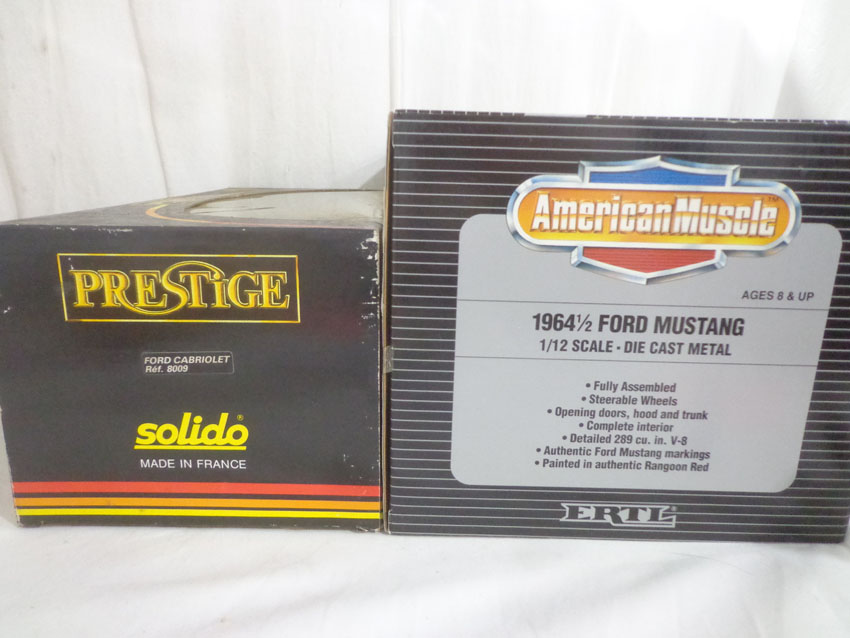 PRESTiGE
FORD CABRIOLET
Réf. 8009
solido®
MADE IN FRANCE
AmericanMuscle™
AGES 8 & UP
1964½ FORD MUSTANG
1/12 SCALE · DIE CAST METAL
• Fully Assembled
• Steerable Wheels
• Opening doors, hood and trunk
• Complete interior
• Detailed 289 cu. in. V-8
• Authentic Ford Mustang markings
• Painted in authentic Rangoon Red
ERTL®